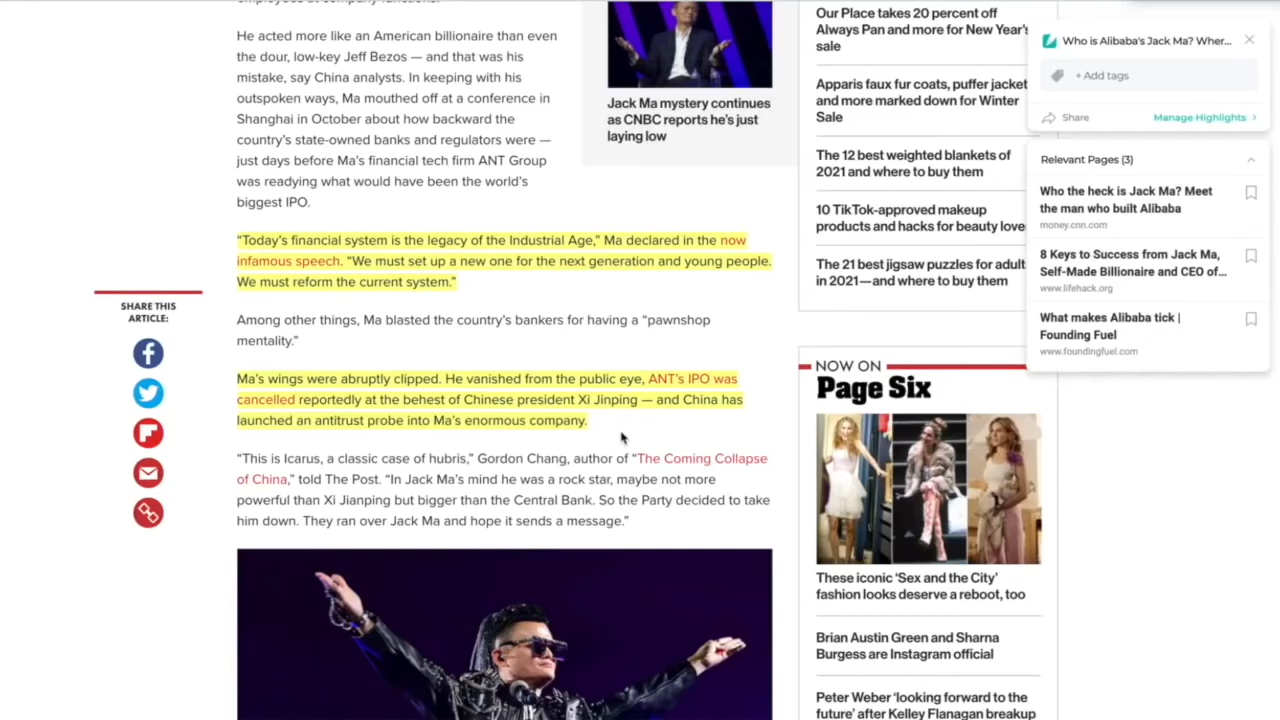 He acted more like an American billionaire than even
the dour, low-key Jeff Bezos — and that was his
mistake, say China analysts. In keeping with his
outspoken ways, Ma mouthed off at a conference in
Shanghai in October about how backward the
country's state-owned banks and regulators were —
just days before Ma's financial tech firm ANT Group
was readying what would have been the world's
biggest IPO.
"Today's financial system is the legacy of the Industrial Age," Ma declared in the now
infamous speech. "We must set up a new one for the next generation and young people.
We must reform the current system."
Among other things, Ma blasted the country's bankers for having a "pawnshop
mentality."
Ma's wings were abruptly clipped. He vanished from the public eye, ANT's IPO was
cancelled reportedly at the behest of Chinese president Xi Jinping — and China has
launched an antitrust probe into Ma's enormous company.
"This is Icarus, a classic case of hubris," Gordon Chang, author of "The Coming Collapse
of China," told The Post. "In Jack Ma's mind he was a rock star, maybe not more
powerful than Xi Jianping but bigger than the Central Bank. So the Party decided to take
him down. They ran over Jack Ma and hope it sends a message."
SHARE THIS
ARTICLE:
Jack Ma mystery continues
as CNBC reports he's just
laying low
Our Place takes 20 percent off
Always Pan and more for New Year's
sale
Apparis faux fur coats, puffer jacket
and more marked down for Winter
Sale
The 12 best weighted blankets of
2021 and where to buy them
10 TikTok-approved makeup
products and hacks for beauty love
The 21 best jigsaw puzzles for adult
in 2021—and where to buy them
NOW ON
Page Six
These iconic 'Sex and the City'
fashion looks deserve a reboot, too
Brian Austin Green and Sharna
Burgess are Instagram official
Peter Weber 'looking forward to the
future' after Kelley Flanagan breakup
Who is Alibaba's Jack Ma? Wher...
+ Add tags
Share
Manage Highlights
Relevant Pages (3)
Who the heck is Jack Ma? Meet
the man who built Alibaba
money.cnn.com
8 Keys to Success from Jack Ma,
Self-Made Billionaire and CEO of...
www.lifehack.org
What makes Alibaba tick |
Founding Fuel
www.foundingfuel.com